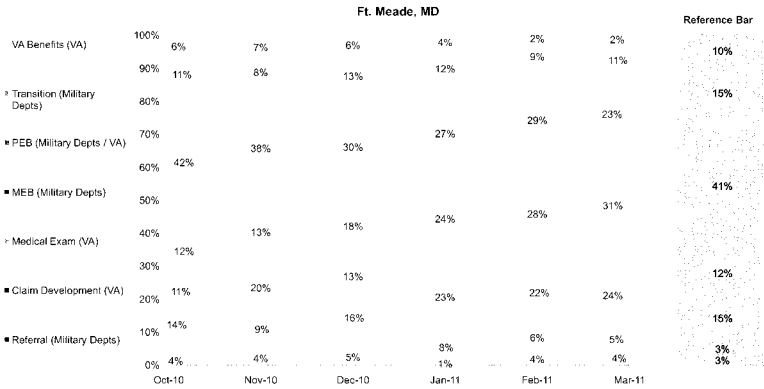 Ft. Meade, MD
Reference Bar
VA Benefits (VA)
Transition (Military
Depts)
PEB (Military Depts / VA)
MEB (Military Depts)
Medical Exam (VA)
Claim Development (VA)
Referral (Military Depts)
100%
90%
80%
70%
60%
50%
40%
30%
20%
10%
0%
6% 7% 6% 4% 2% 2% 10%
11% 8% 13% 12% 9% 11% 15%
42% 38% 30% 27% 29% 23% 41%
12% 13% 18% 24% 28% 31% 12%
11% 20% 13% 23% 22% 24% 15%
14% 9% 16% 8% 6% 5% 3%
4% 4% 5% 1% 4% 4% 3%
Oct-10 Nov-10 Dec-10 Jan-11 Feb-11 Mar-11